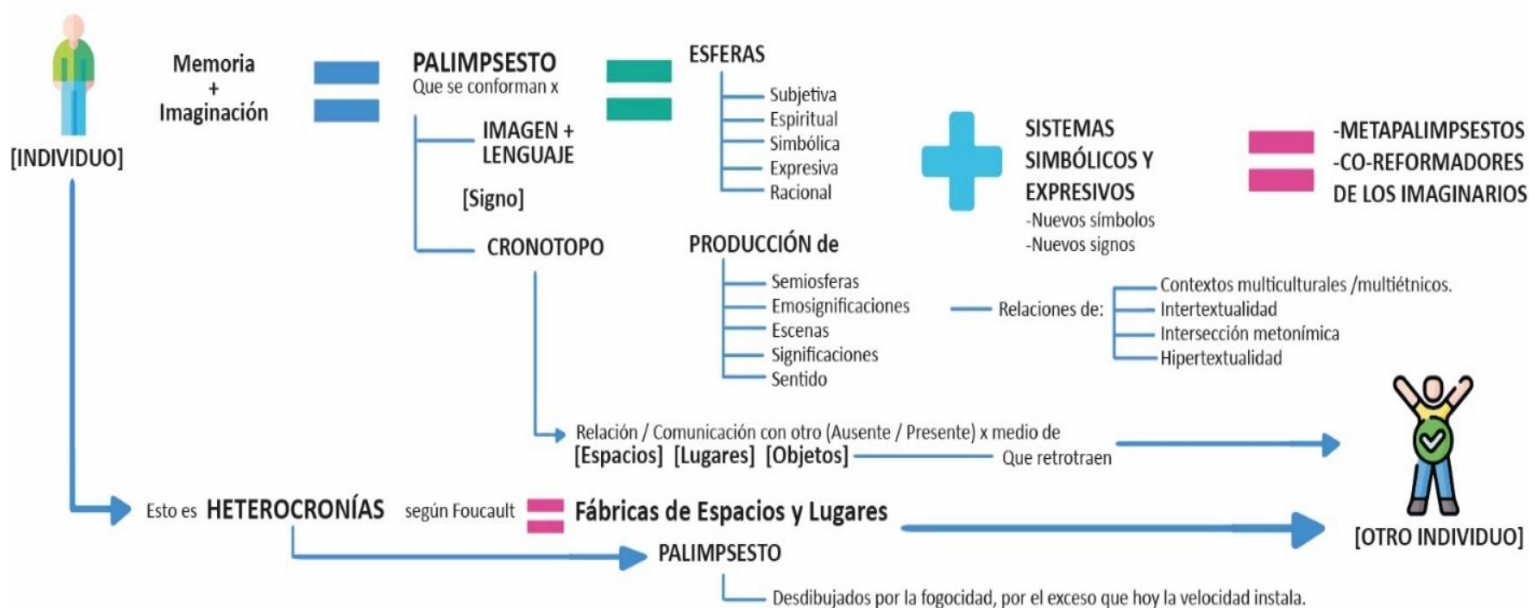 [INDIVIDUO]
Memoria
+
Imaginación
PALIMPSESTO
Que se conforman x
IMAGEN +
LENGUAJE
[Signo]
CRONOTOPO
ESFERAS
Subjetiva
Espiritual
Simbólica
Expresiva
Racional
SISTEMAS
SIMBÓLICOS Y
EXPRESIVOS
-Nuevos símbolos
-Nuevos signos
-METAPALIMPSESTOS
-CO-REFORMADORES
DE LOS IMAGINARIOS
PRODUCCIÓN de
Semiosferas
Emosignificaciones
Escenas
Significaciones
Sentido
Relaciones de:
Contextos multiculturales /multiétnicos.
Intertextualidad
Intersección metonímica
Hipertextualidad
Relación / Comunicación con otro (Ausente / Presente) x medio de
[Espacios] [Lugares] [Objetos]
Que retrotraen
Esto es HETEROCRONÍAS según Foucault
Fábricas de Espacios y Lugares
[OTRO INDIVIDUO]
PALIMPSESTO
Desdibujados por la fogocidad, por el exceso que hoy la velocidad instala.